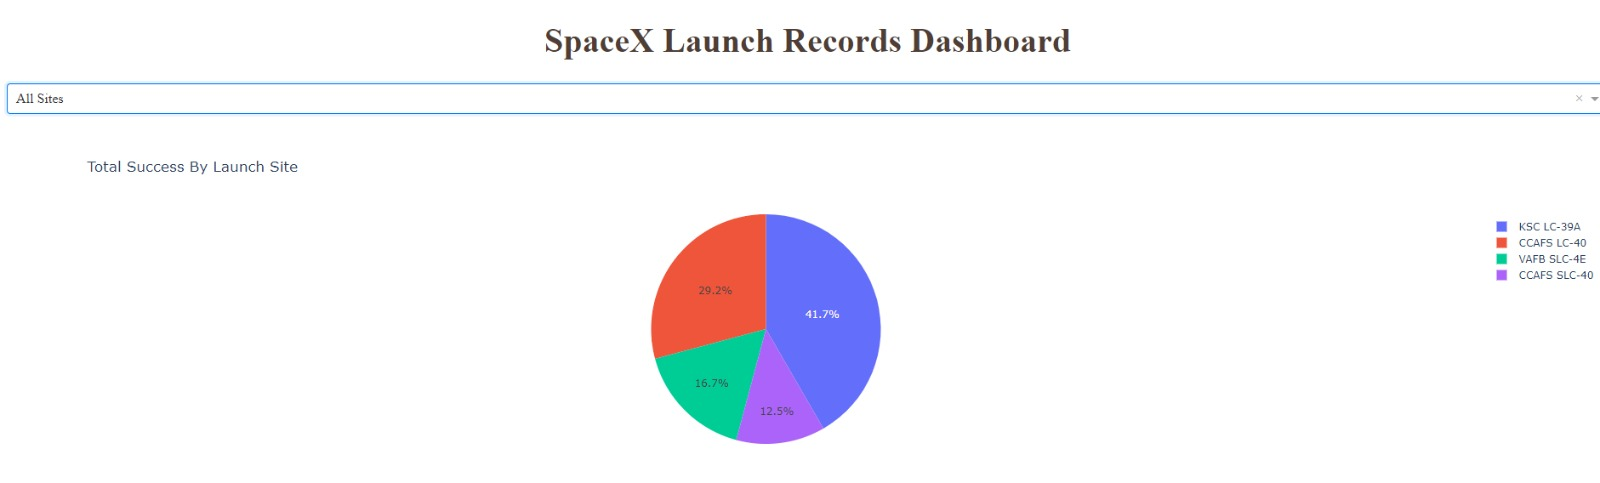 SpaceX Launch Records Dashboard
All Sites
×
Total Success By Launch Site
KSC LC-39A
CCAFS LC-40
VAFB SLC-4E
CCAFS SLC-40
29.2%
41.7%
16.7%
12.5%